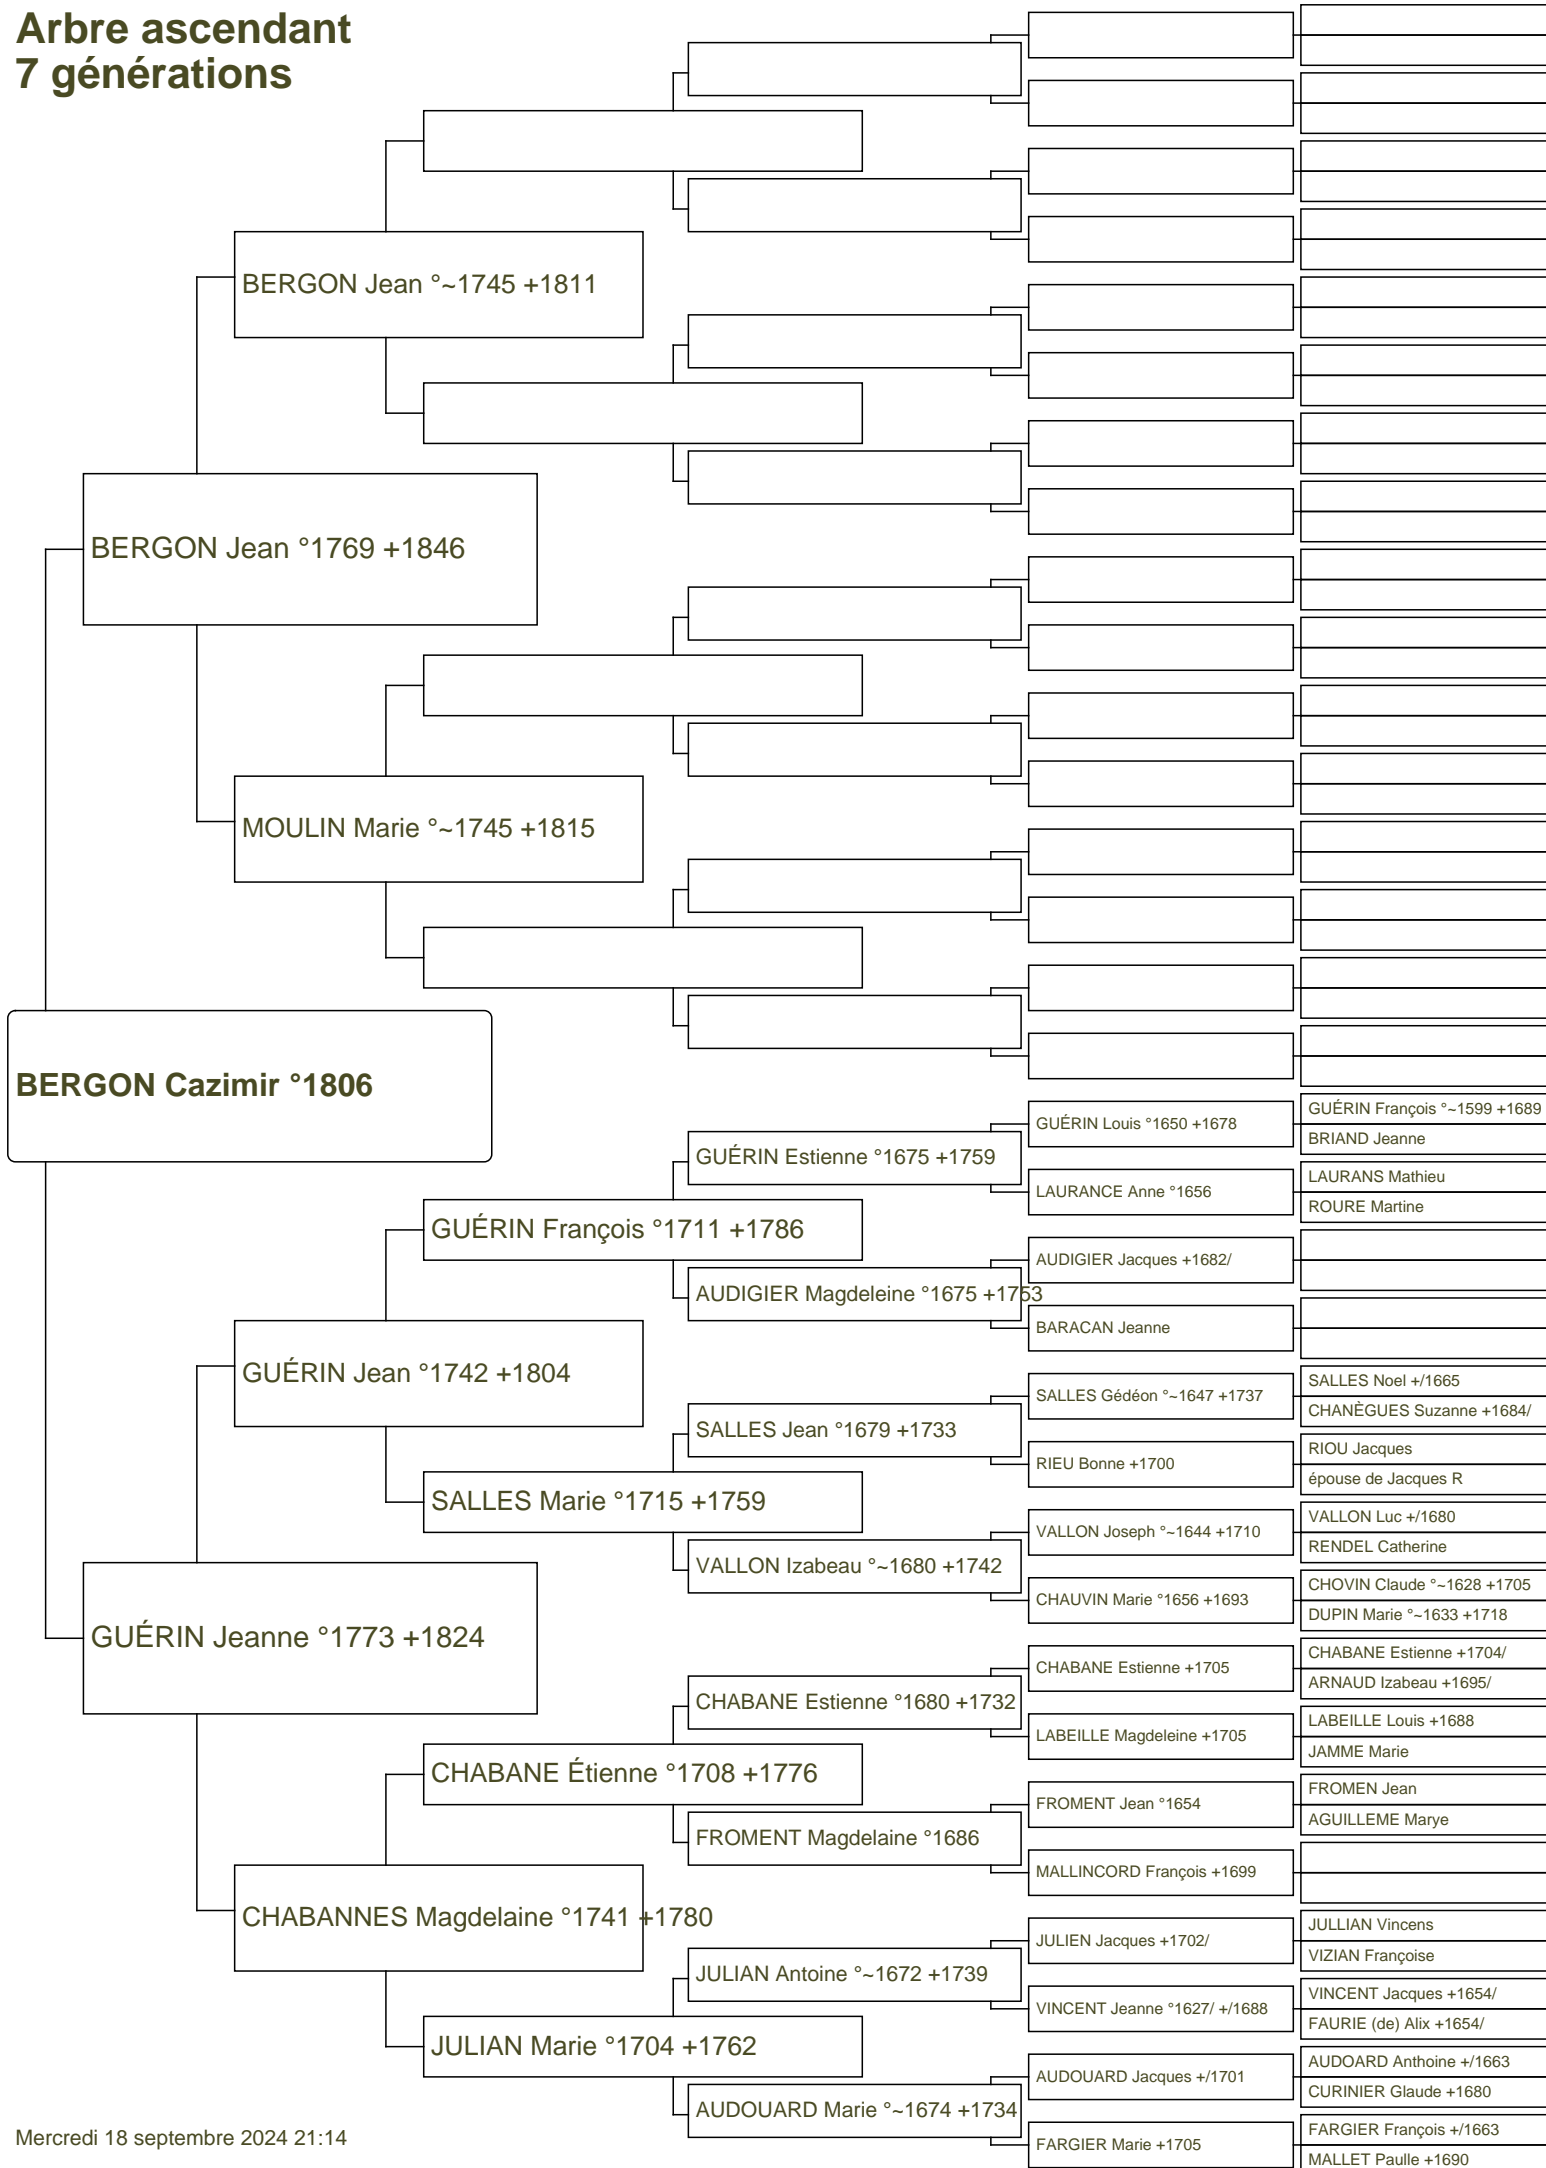 Arbre ascendant
7 générations
BERGON Jean °~1745 +1811
BERGON Jean °1769 +1846
MOULIN Marie °~1745 +1815
BERGON Cazimir °1806
GUÉRIN François °~1599 +1689
GUÉRIN Louis °1650 +1678
BRIAND Jeanne
GUÉRIN Estienne °1675 +1759
LAURANS Mathieu
LAURANCE Anne °1656
ROURE Martine
GUÉRIN François °1711 +1786
AUDIGIER Jacques +1682/
AUDIGIER Magdeleine °1675 +1753
BARACAN Jeanne
GUÉRIN Jean °1742 +1804
SALLES Noel +/1665
SALLES Gédéon °~1647 +1737
CHANÈGUES Suzanne +1684/
SALLES Jean °1679 +1733
RIOU Jacques
RIEU Bonne +1700
épouse de Jacques R
SALLES Marie °1715 +1759
VALLON Luc +/1680
VALLON Joseph °~1644 +1710
RENDEL Catherine
VALLON Izabeau °~1680 +1742
CHOVIN Claude °~1628 +1705
CHAUVIN Marie °1656 +1693
DUPIN Marie °~1633 +1718
GUÉRIN Jeanne °1773 +1824
CHABANE Estienne +1704/
CHABANE Estienne +1705
ARNAUD Izabeau +1695/
CHABANE Estienne °1680 +1732
LABEILLE Louis +1688
LABEILLE Magdeleine +1705
JAMME Marie
CHABANE Étienne °1708 +1776
FROMEN Jean
FROMENT Jean °1654
AGUILLEME Marye
FROMENT Magdelaine °1686
MALLINCORD François +1699
CHABANNES Magdelaine °1741 +1780
JULLIAN Vincens
JULIEN Jacques +1702/
VIZIAN Françoise
JULIAN Antoine °~1672 +1739
VINCENT Jacques +1654/
VINCENT Jeanne °1627/ +/1688
FAURIE (de) Alix +1654/
JULIAN Marie °1704 +1762
AUDOARD Anthoine +/1663
AUDOUARD Jacques +/1701
CURINIER Glaude +1680
AUDOUARD Marie °~1674 +1734
FARGIER François +/1663
FARGIER Marie +1705
MALLET Paulle +1690
Mercredi 18 septembre 2024 21:14